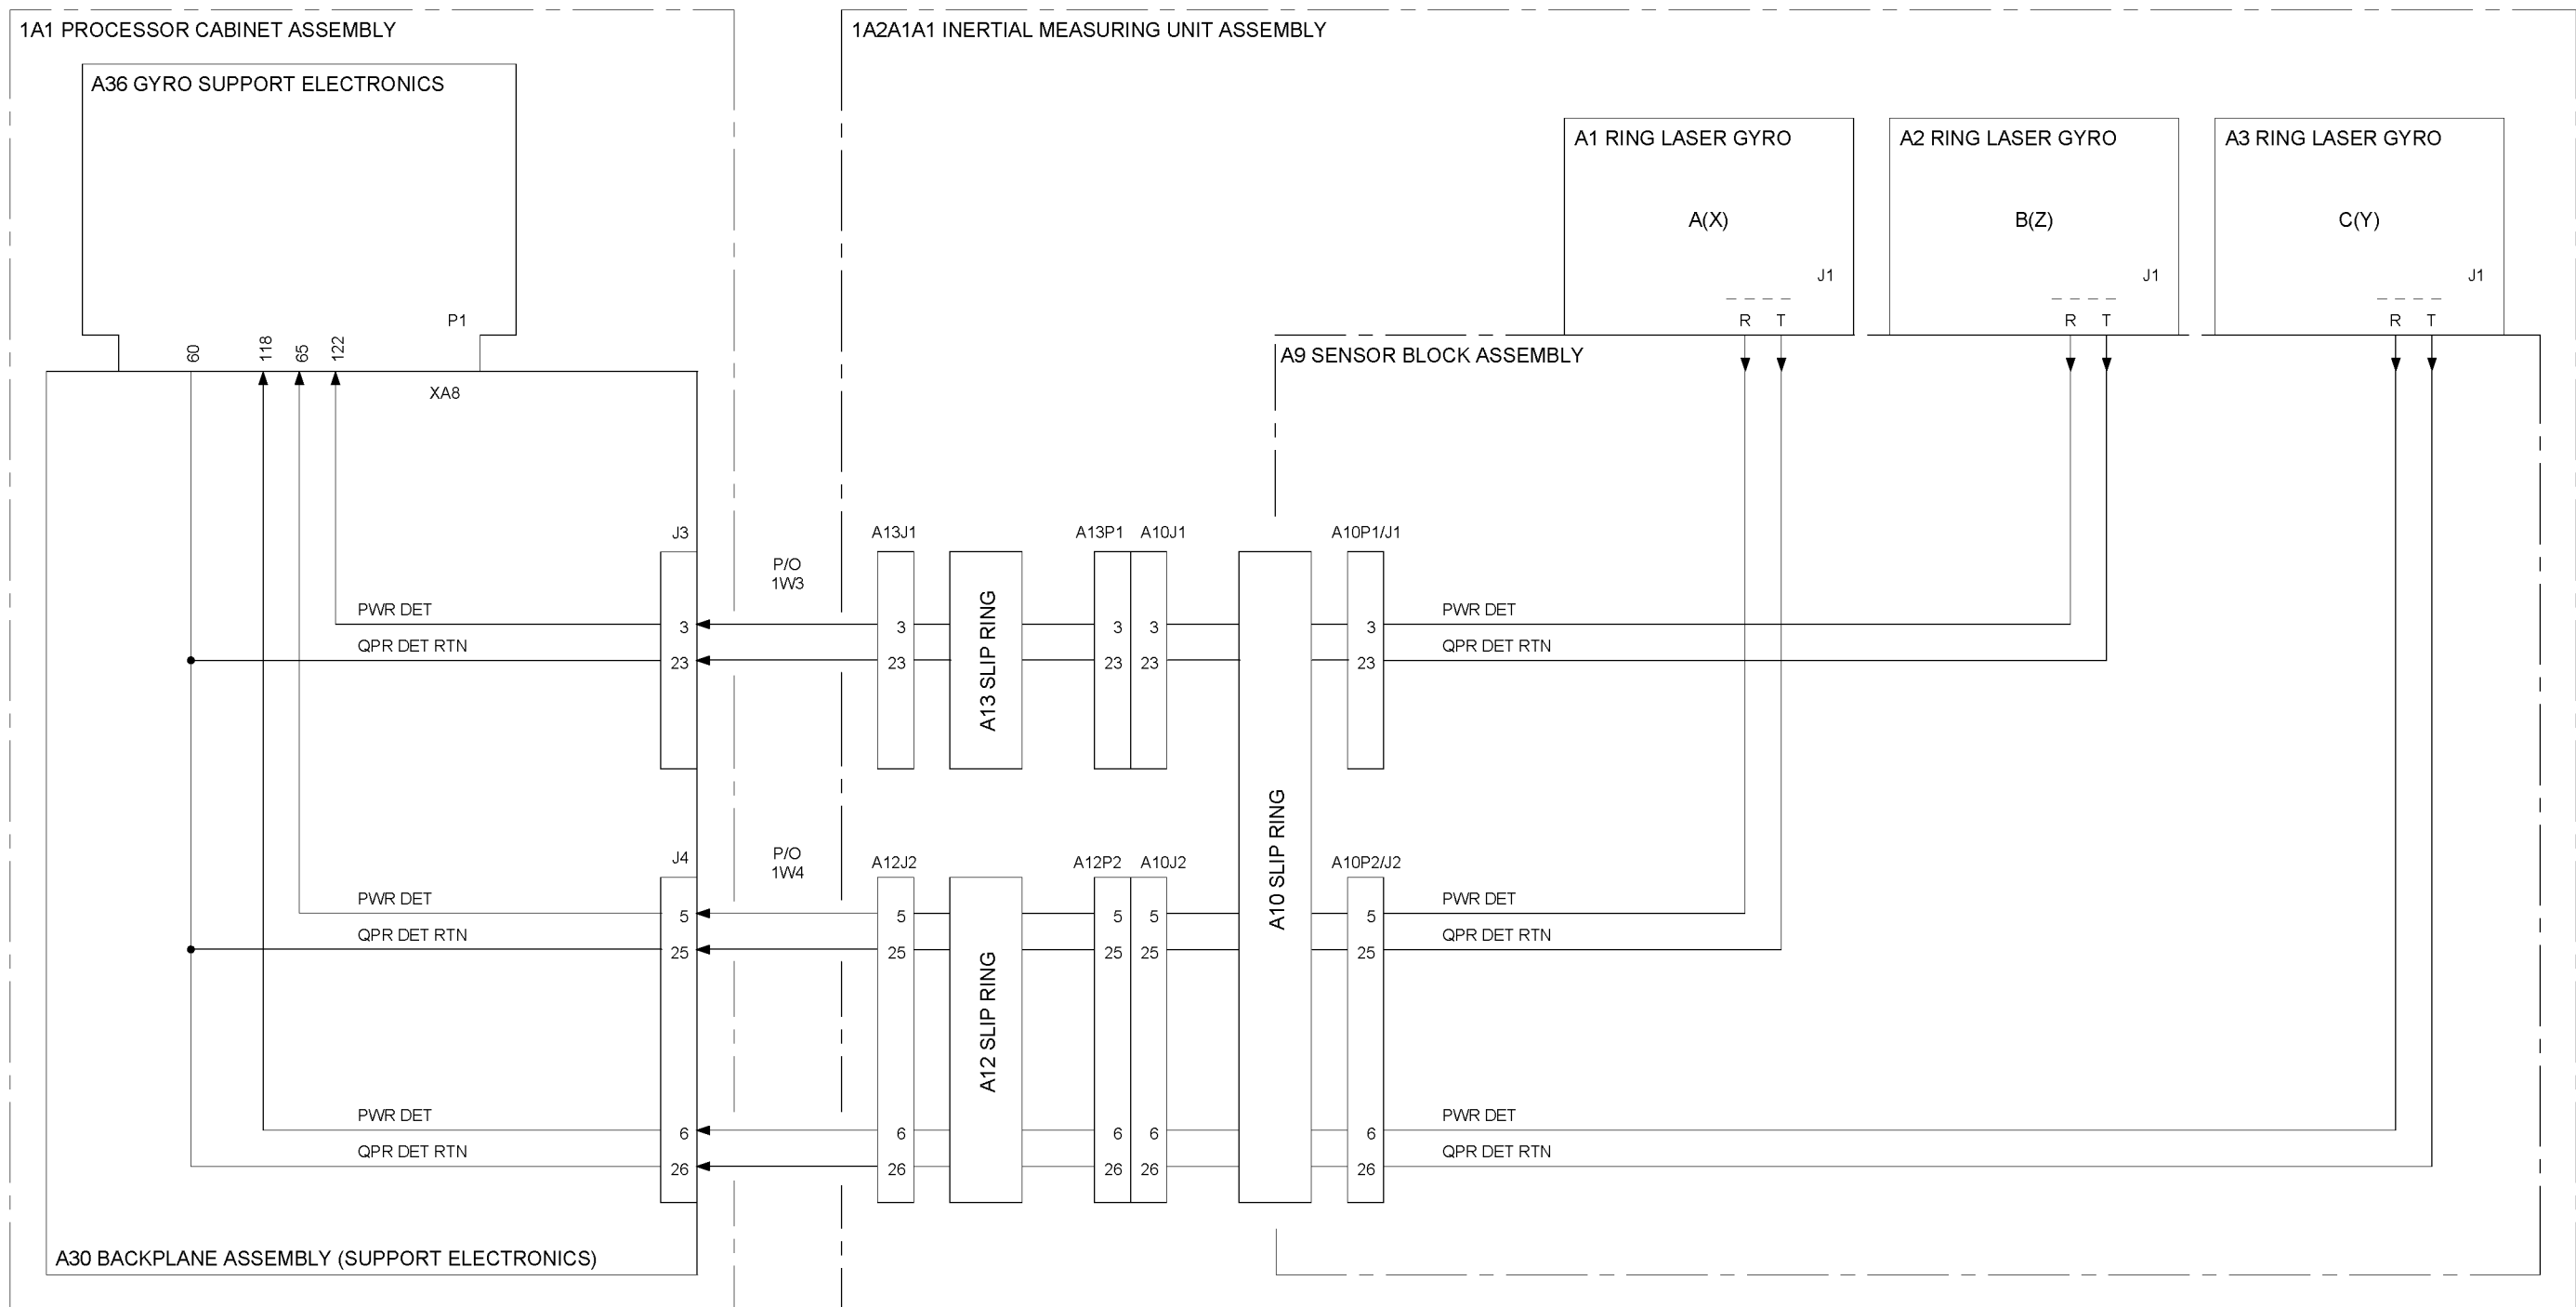 1A1 PROCESSOR CABINET ASSEMBLY
1A2A1A1 INERTIAL MEASURING UNIT ASSEMBLY
A36 GYRO SUPPORT ELECTRONICS
A1 RING LASER GYRO
A2 RING LASER GYRO
A3 RING LASER GYRO
A(X)
B(Z)
C(Y)
J1
J1
J1
P1
R T
R T
R T
60
118
65
122
A9 SENSOR BLOCK ASSEMBLY
XA8
J3
A13J1
A13P1
A10J1
A10P1/J1
P/O
1W3
PWR DET
3
3
3
3
3
PWR DET
QPR DET RTN
23
23
23
23
23
QPR DET RTN
A13 SLIP RING
A10 SLIP RING
J4
P/O
1W4
A12J2
A12P2
A10J2
A10P2/J2
PWR DET
5
5
5
5
5
PWR DET
QPR DET RTN
25
25
25
25
25
QPR DET RTN
A12 SLIP RING
PWR DET
6
6
6
6
6
PWR DET
QPR DET RTN
26
26
26
26
26
QPR DET RTN
A30 BACKPLANE ASSEMBLY (SUPPORT ELECTRONICS)